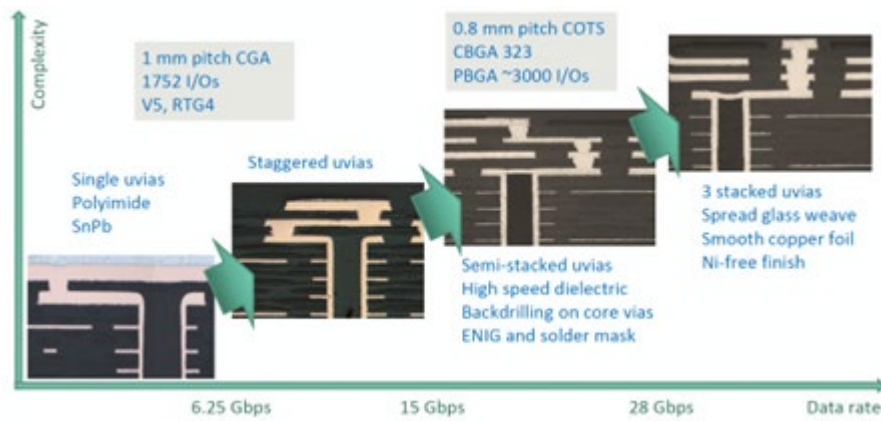 Complexity
1 mm pitch CGA
1752 I/Os
V5, RTG4
0.8 mm pitch COTS
CBGA 323
PBGA ~3000 I/Os
Single uvias
Polyimide
SnPb
Staggered uvias
Semi-stacked uvias
High speed dielectric
Backdrilling on core vias
ENIG and solder mask
3 stacked uvias
Spread glass weave
Smooth copper foil
Ni-free finish
6.25 Gbps
15 Gbps
28 Gbps
Data rate